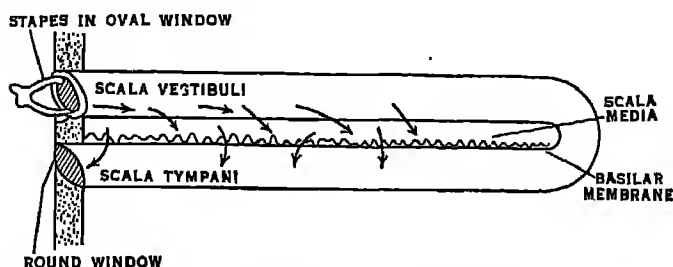 STAPES IN OVAL WINDOW
SCALA VESTIBULI
SCALA
MEDIA
SCALA TYMPANI
BASILAR
MEMBRANE
ROUND WINDOW